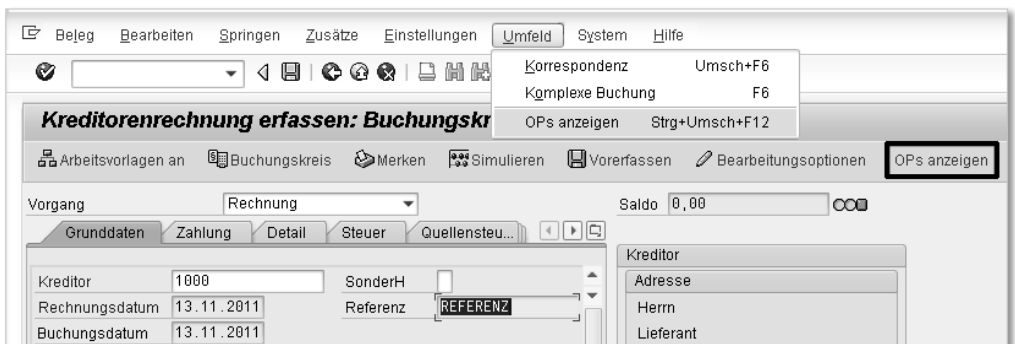 Beleg Bearbeiten Springen Zusätze Einstellungen Umfeld System Hilfe
Korrespondenz Umsch+F6
Komplexe Buchung F6
OPs anzeigen Strg+Umsch+F12
Kreditorenrechnung erfassen: Buchungskr
Arbeitsvorlagen an Buchungskreis Merken Simulieren Vorerfassen Bearbeitungsoptionen OPs anzeigen
Vorgang Rechnung Saldo 0,00
Grunddaten Zahlung Detail Steuer Quellensteu...
Kreditor
Kreditor 1000 SonderH Adresse
Rechnungsdatum 13.11.2011 Referenz REFERENZ Herrn
Buchungsdatum 13.11.2011 Lieferant